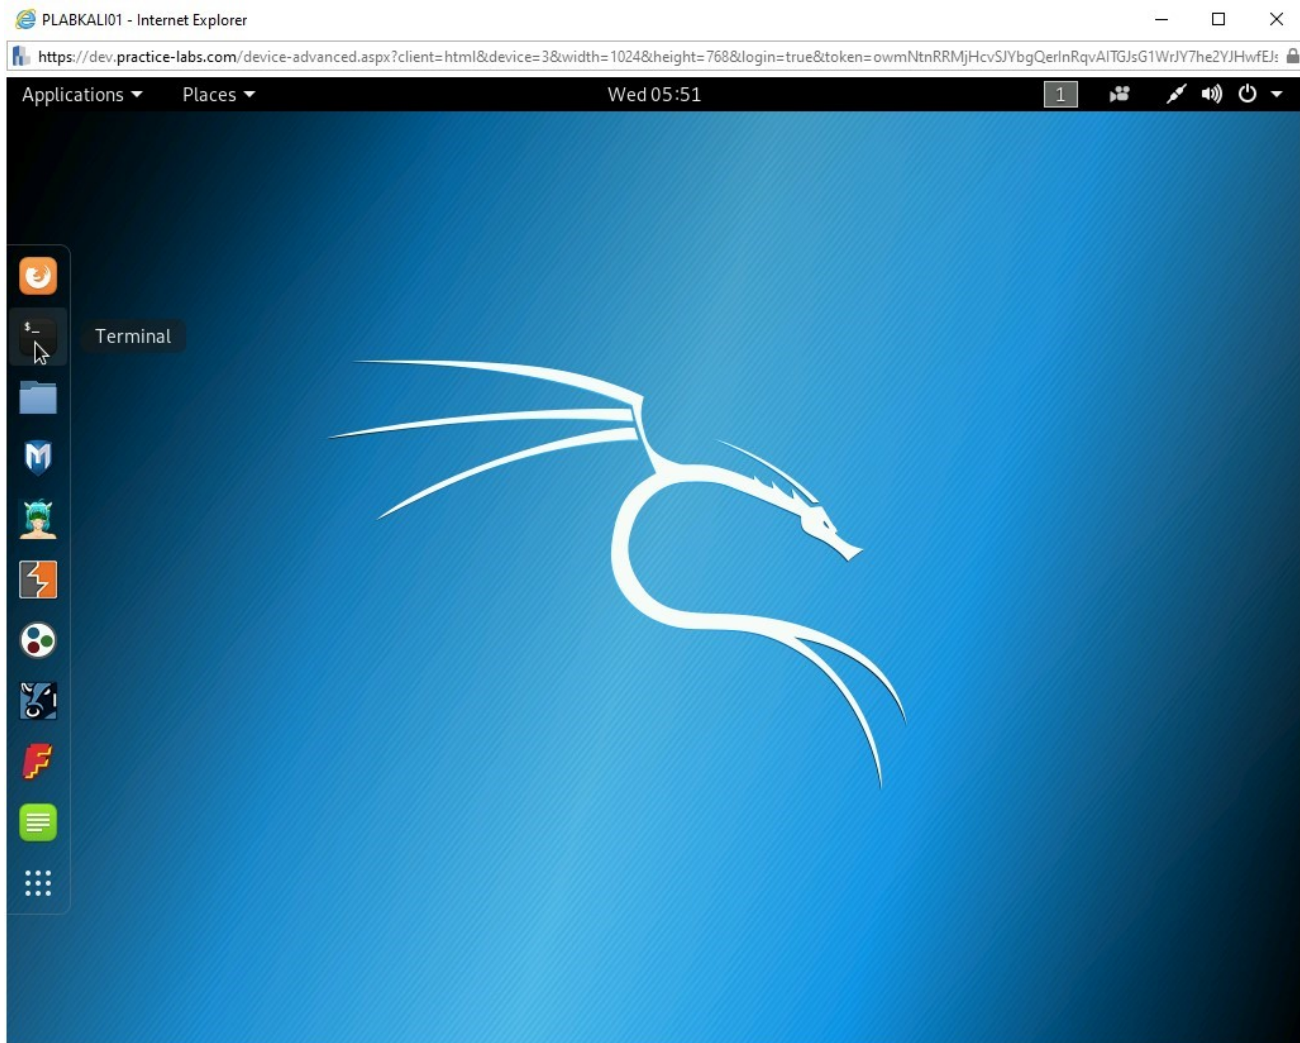 PLABKALI01 - Internet Explorer
https://dev.practice-labs.com/device-advanced.aspx?client=html&device=3&width=1024&height=768&login=true&token=
Applications Places Wed 05:51 1
$_
Terminal